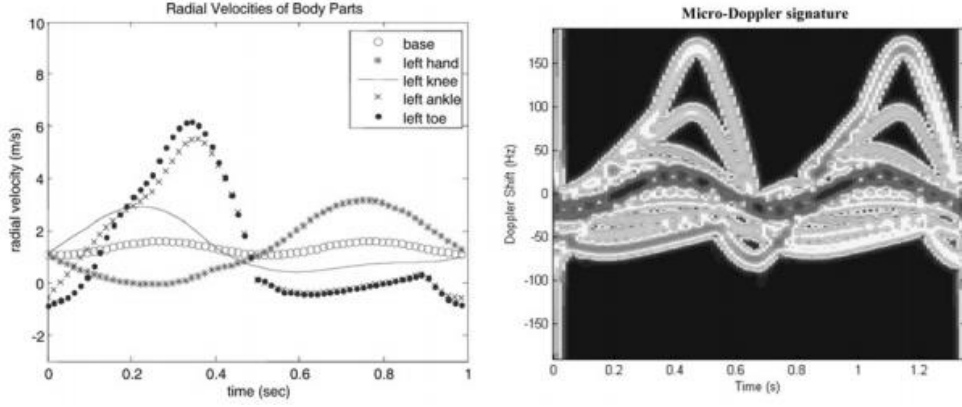 Radial Velocities of Body Parts
10
8
6
4
2
0
-2
radial velocity (m/s)
base
left hand
left knee
left ankle
left toe
0
0.2
0.4
0.6
0.8
1
time (sec)
Micro-Doppler signature
150
100
50
0
-50
-100
-150
Doppler Shift (Hz)
0
0.2
0.4
0.6
0.8
1
1.2
Time (s)